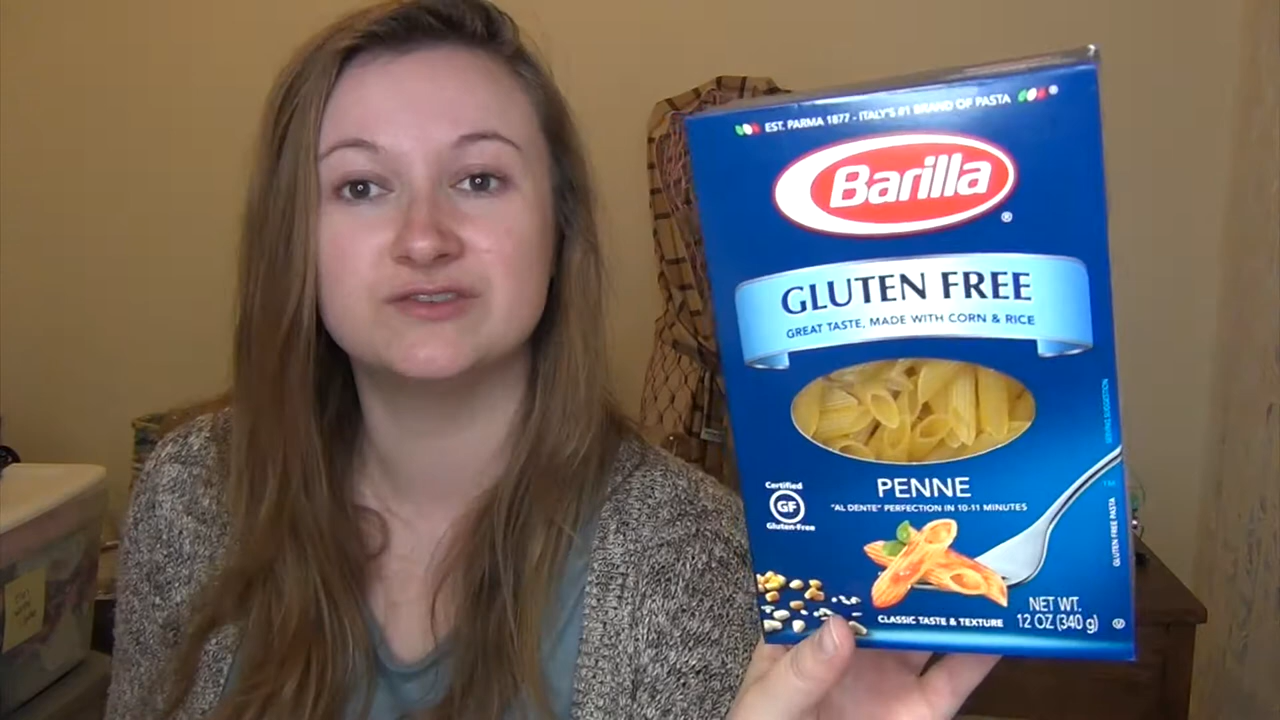 EST. PARMA 1877 - ITALY'S #1 BRAND OF PASTA ®
Barilla
®
GLUTEN FREE
GREAT TASTE, MADE WITH CORN & RICE
SERVING SUGGESTION
PENNE
"AL DENTE" PERFECTION IN 10-11 MINUTES
Certified
GF
Gluten-Free
GLUTEN FREE PASTA
CLASSIC TASTE & TEXTURE
NET WT.
12 OZ (340 g)